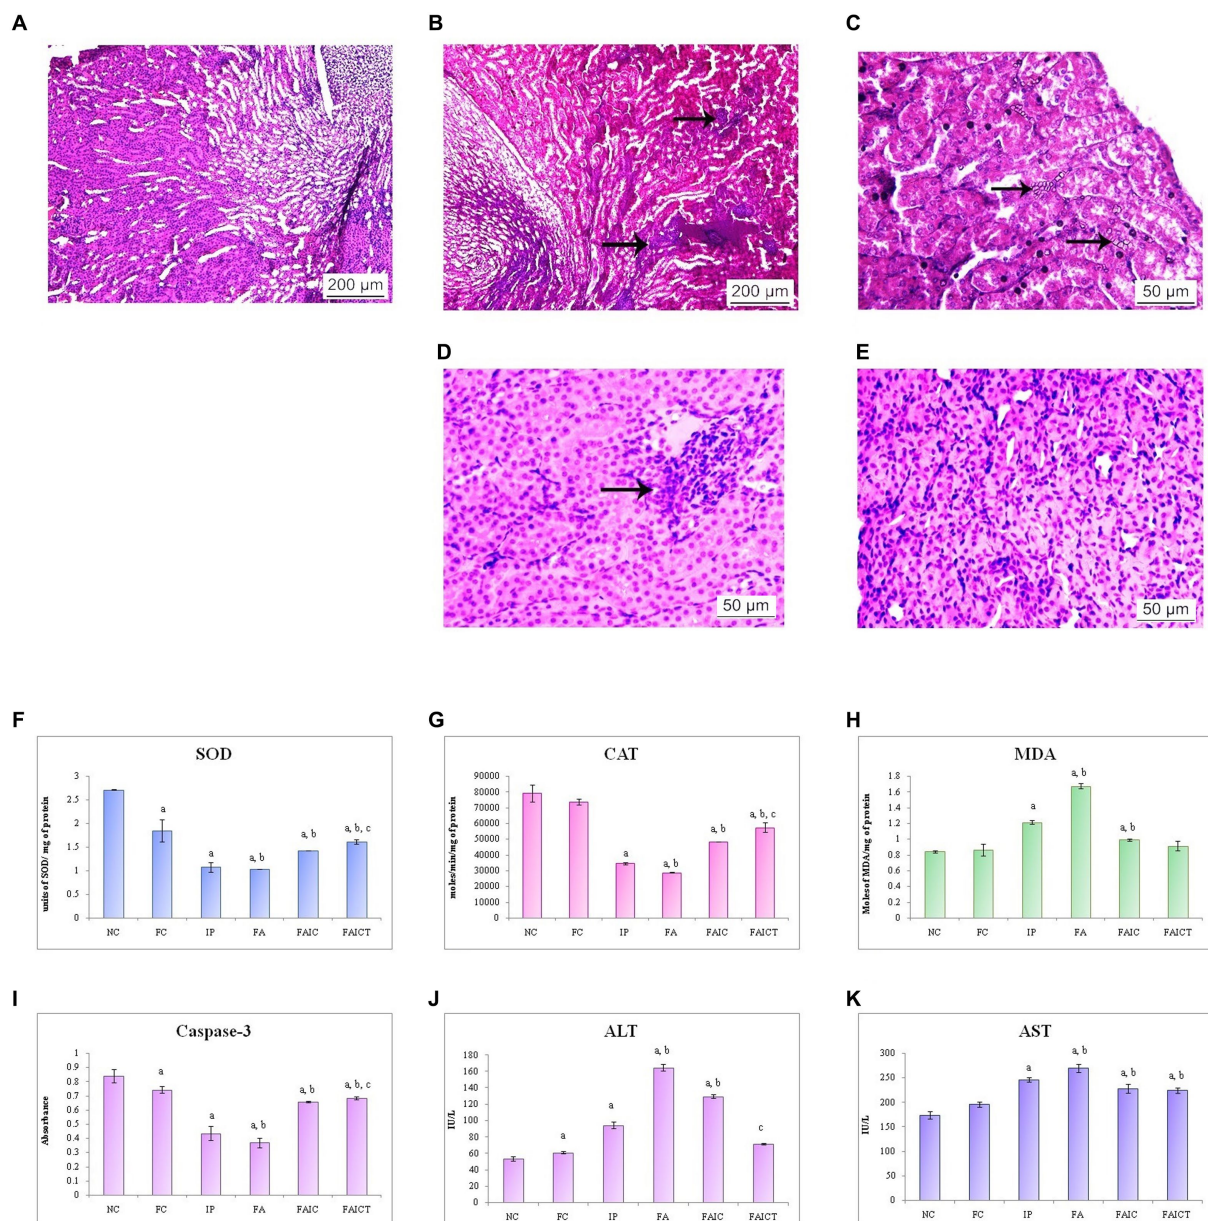 A
B
C
200 µm
200 µm
50 µm
D
E
50 µm
50 µm
F
G
H
SOD
units of SOD/ mg of protein
3
2.5
2
1.5
1
0.5
0
a
a
a, b
a, b
a, b, c
NC FC IP FA FAIC FAICT
CAT
moles/min/mg of protein
90000
80000
70000
60000
50000
40000
30000
20000
10000
0
a
a, b
a, b
a, b, c
NC FC IP FA FAIC FAICT
MDA
Moles of MDA/mg of protein
1.8
1.6
1.4
1.2
1
0.8
0.6
0.4
0.2
0
a
a, b
a, b
NC FC IP FA FAIC FAICT
I
J
K
Caspase-3
Absorbance
1
0.9
0.8
0.7
0.6
0.5
0.4
0.3
0.2
0.1
0
a
a
a, b
a, b
a, b, c
NC FC IP FA FAIC FAICT
ALT
IU/L
180
160
140
120
100
80
60
40
20
0
a
a
a, b
a, b
c
NC FC IP FA FAIC FAICT
AST
IU/L
300
250
200
150
100
50
0
a
a, b
a, b
a, b
NC FC IP FA FAIC FAICT